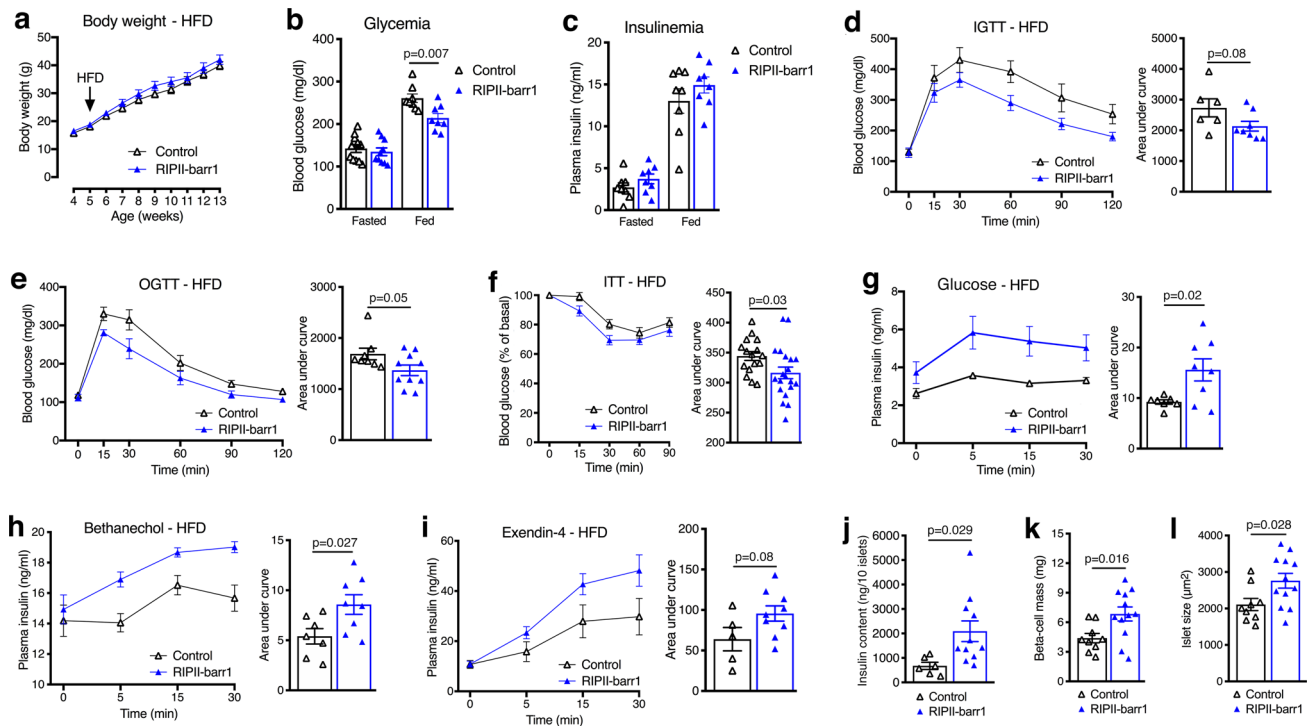 a
Body weight - HFD
Body weight (g)
50
40
30
20
10
0
HFD
Control
RIPII-barr1
4 5 6 7 8 9 10 11 12 13
Age (weeks)
b
Glycemia
Blood glucose (mg/dl)
400
300
200
100
0
p=0.007
Control
RIPII-barr1
Fasted Fed
c
Insulinemia
Plasma insulin (ng/ml)
20
15
10
5
0
Control
RIPII-barr1
Fasted Fed
d
IGTT - HFD
Blood glucose (mg/dl)
500
400
300
200
100
0
Control
RIPII-barr1
0 15 30 60 90 120
Time (min)
Area under curve
5000
4000
3000
2000
1000
0
p=0.08
e
OGTT - HFD
Blood glucose (mg/dl)
400
300
200
100
0
Control
RIPII-barr1
0 15 30 60 90 120
Time (min)
Area under curve
3000
2000
1000
0
p=0.05
f
ITT - HFD
Blood glucose (% of basal)
100
80
60
40
20
0
Control
RIPII-barr1
0 15 30 60 90
Time (min)
Area under curve
450
400
350
300
250
200
p=0.03
g
Glucose - HFD
Plasma insulin (ng/ml)
8
6
4
2
0
Control
RIPII-barr1
0 5 15 30
Time (min)
Area under curve
30
20
10
0
p=0.02
h
Bethanechol - HFD
Plasma insulin (ng/ml)
20
18
16
14
12
10
Control
RIPII-barr1
0 5 15 30
Time (min)
Area under curve
15
10
5
0
p=0.027
i
Exendin-4 - HFD
Plasma insulin (ng/ml)
60
40
20
0
Control
RIPII-barr1
0 5 15 30
Time (min)
Area under curve
200
150
100
50
0
p=0.08
j
Insulin content (ng/10 islets)
7000
6000
5000
4000
3000
2000
1000
0
p=0.029
Control
RIPII-barr1
k
Beta-cell mass (mg)
20
15
10
5
0
p=0.016
Control
RIPII-barr1
l
Islet size (µm²)
4000
3000
2000
1000
0
p=0.028
Control
RIPII-barr1